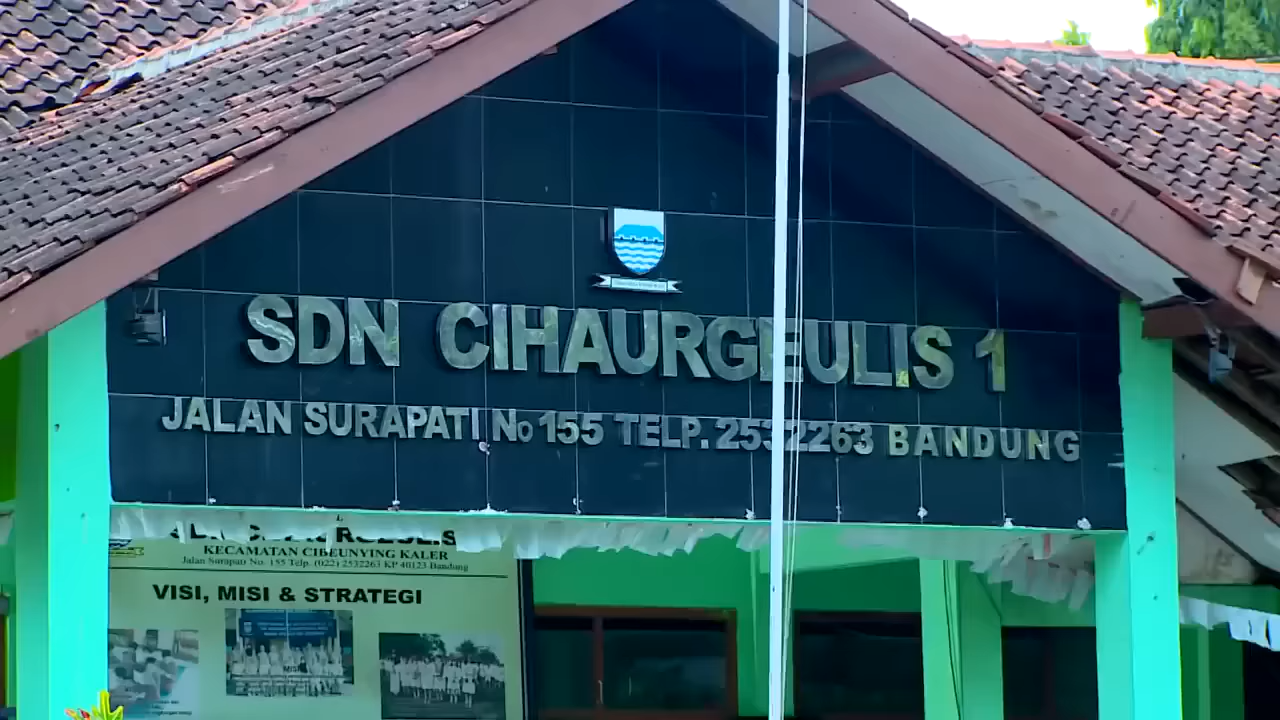 SDN CIHAURGEULIS 1
JALAN SURAPATI No 155 TELP. 2532263 BANDUNG
KECAMATAN CIBEUNYING KALER
Jalan Surapati No. 155 Telp. (022) 2532263 KP 40123 Bandung
VISI, MISI & STRATEGI